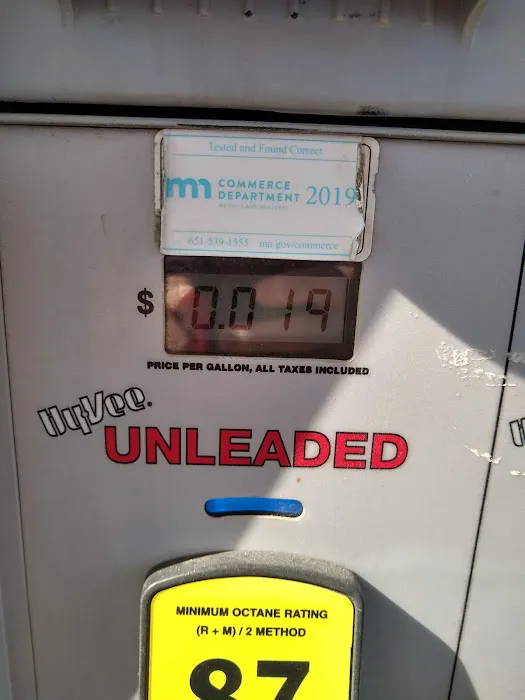 Tested and Found Correct
mn COMMERCE
DEPARTMENT 2019
651-539-1555 mn.gov/commerce
$ 0.019
PRICE PER GALLON, ALL TAXES INCLUDED
HyVee.
UNLEADED
MINIMUM OCTANE RATING
(R + M) / 2 METHOD
87